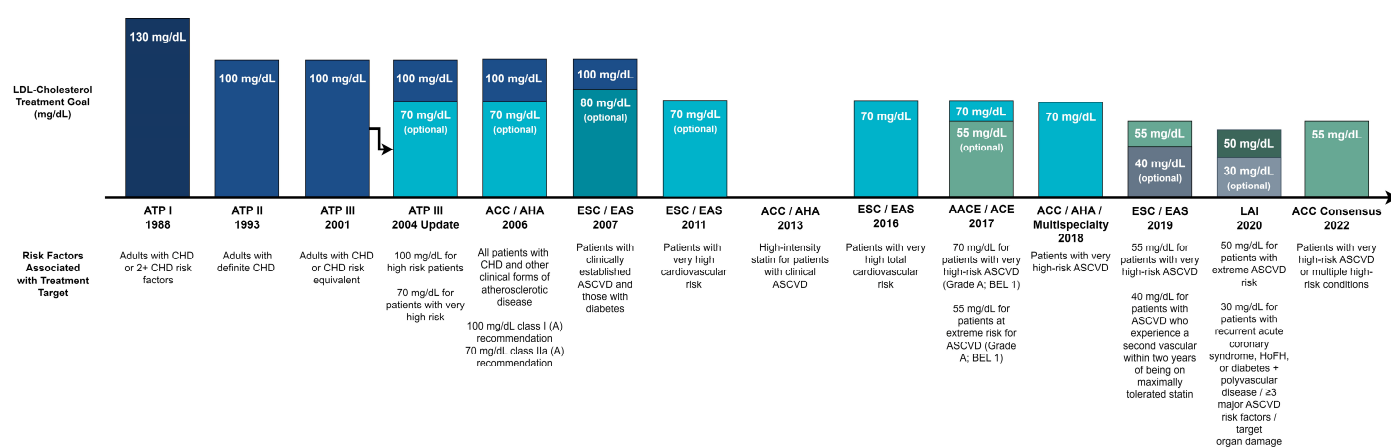 LDL-Cholesterol
Treatment Goal
(mg/dL)
130 mg/dL
100 mg/dL
100 mg/dL
100 mg/dL
70 mg/dL
(optional)
100 mg/dL
70 mg/dL
(optional)
100 mg/dL
80 mg/dL
(optional)
70 mg/dL
(optional)
70 mg/dL
70 mg/dL
55 mg/dL
(optional)
70 mg/dL
55 mg/dL
40 mg/dL
(optional)
50 mg/dL
30 mg/dL
(optional)
55 mg/dL
Risk Factors
Associated
with Treatment
Target
ATP I
1988
Adults with CHD
or 2+ CHD risk
factors
ATP II
1993
Adults with
definite CHD
ATP III
2001
Adults with CHD
or CHD risk
equivalent
ATP III
2004 Update
100 mg/dL for
high risk patients
70 mg/dL for
patients with very
high risk
ACC / AHA
2006
All patients with
CHD and other
clinical forms of
atherosclerotic
disease
100 mg/dL class I (A)
recommendation
70 mg/dL class IIa (A)
recommendation
ESC / EAS
2007
Patients with
clinically
established
ASCVD and
those with
diabetes
ESC / EAS
2011
Patients with
very high
cardiovascular
risk
ACC / AHA
2013
High-intensity
statin for patients
with clinical
ASCVD
ESC / EAS
2016
Patients with very
high total
cardiovascular
risk
AACE / ACE
2017
70 mg/dL for
patients with very
high-risk ASCVD
(Grade A; BEL 1)
55 mg/dL for
patients at
extreme risk for
ASCVD (Grade
A; BEL 1)
ACC / AHA /
Multispecialty
2018
Patients with very
high-risk ASCVD
ESC / EAS
2019
55 mg/dL for
patients with very
high-risk ASCVD
40 mg/dL for
patients with
ASCVD who
experience a
second vascular
within two years
of being on
maximally
tolerated statin
LAI
2020
50 mg/dL for
patients with
extreme ASCVD
risk
30 mg/dL for
patients with
recurrent acute
coronary
syndrome, HoFH,
or diabetes +
polyvascular
disease / ≥3
major ASCVD
risk factors /
target
organ damage
ACC Consensus
2022
Patients with very
high-risk ASCVD
or multiple high-
risk conditions